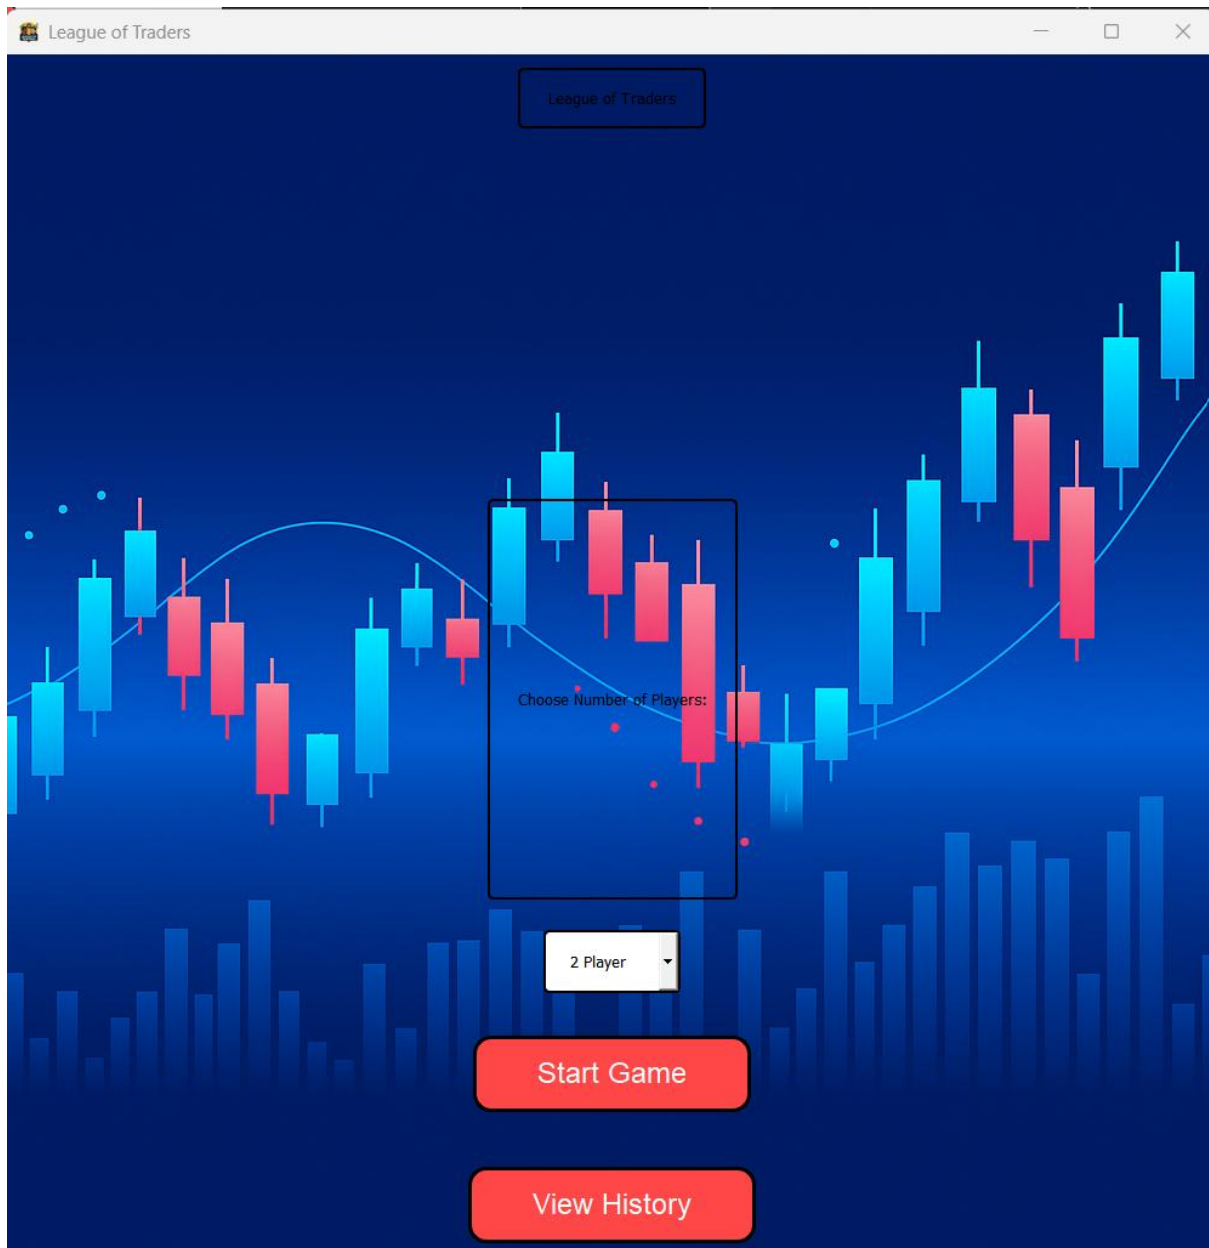 League of Traders
League of Traders
Choose Number of Players:
2 Player
Start Game
View History